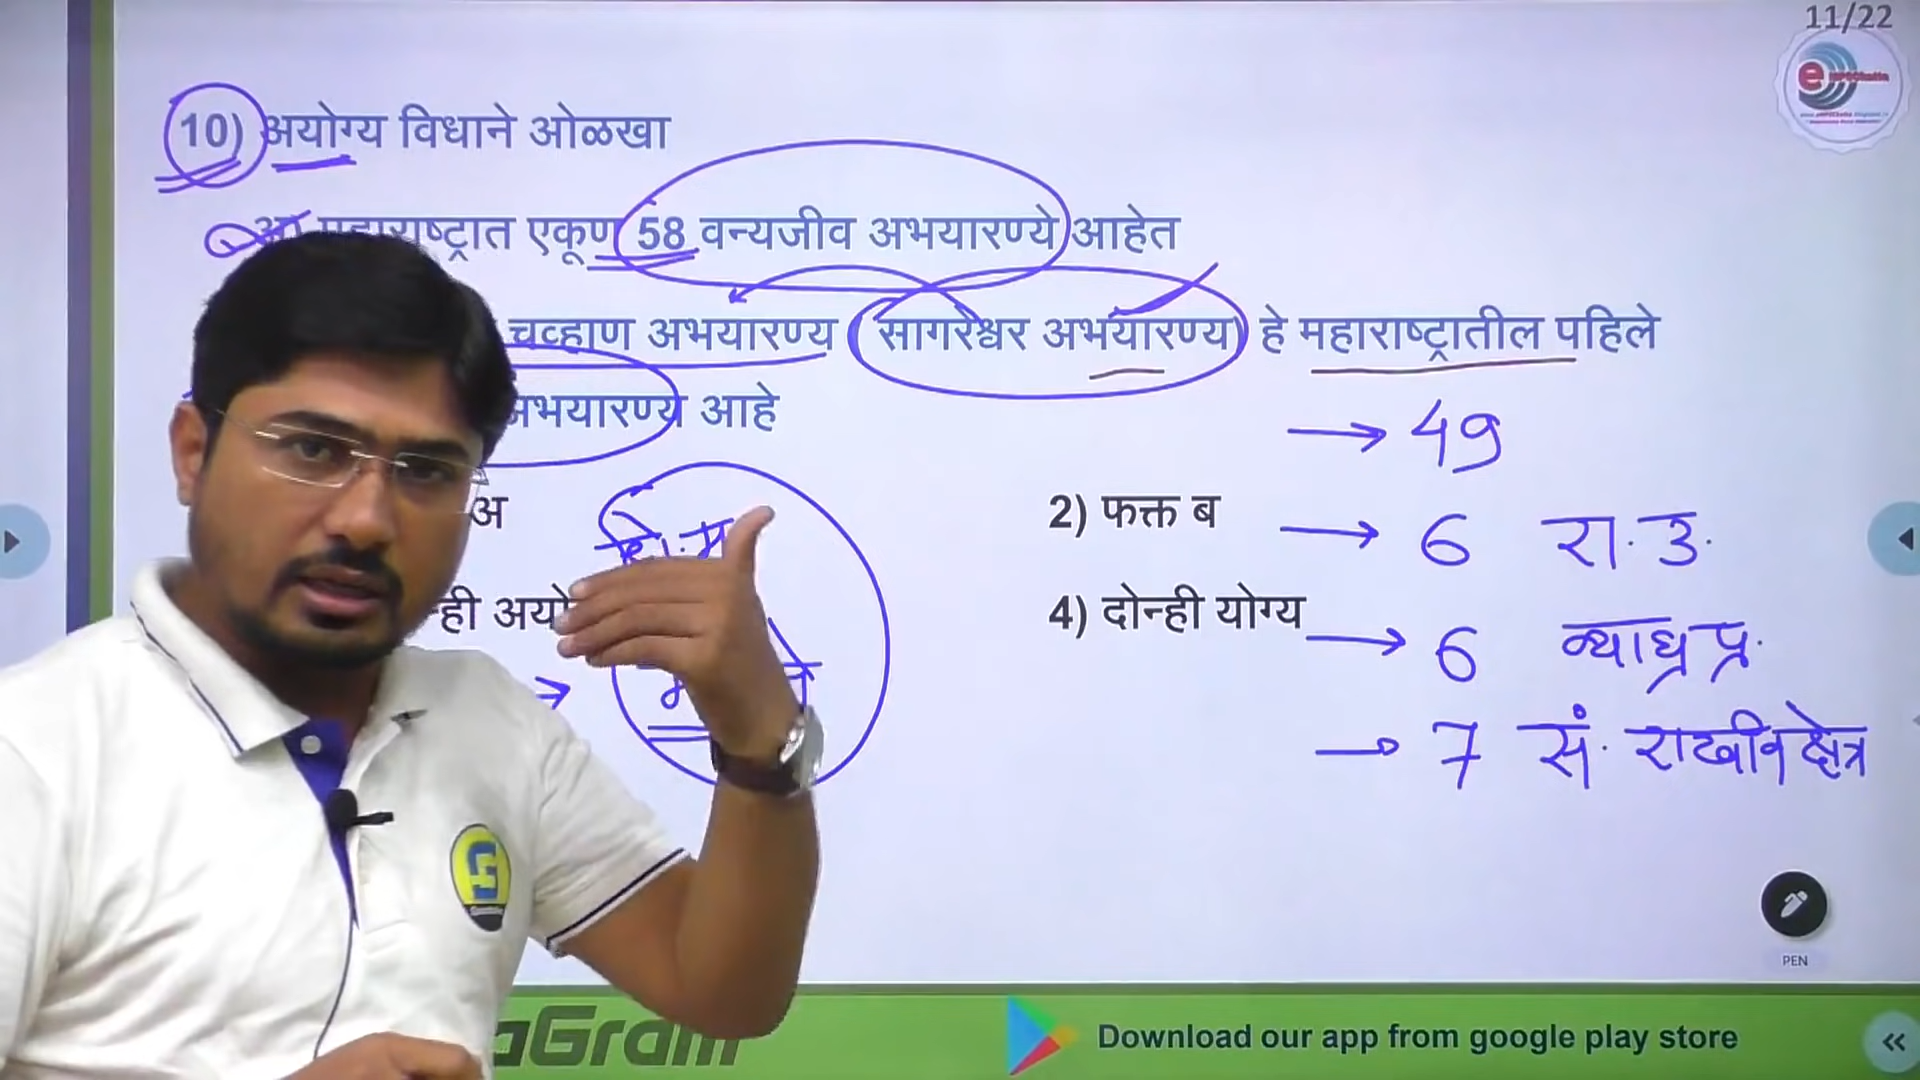 11/22
10) अयोग्य विधाने ओळखा
महाराष्ट्रात एकूण 58 वन्यजीव अभयारण्ये आहेत
चव्हाण अभयारण्य ( सागरेश्वर अभयारण्य) हे महाराष्ट्रातील पहिले
अभयारण्य आहे
→ 49
अ
2) फक्त ब
→ 6 रा. उ.
4) दोन्ही योग्य
→ 6 व्याघ्र प्र.
→ 7 सं. राखीव क्षेत्र
PEN
Download our app from google play store